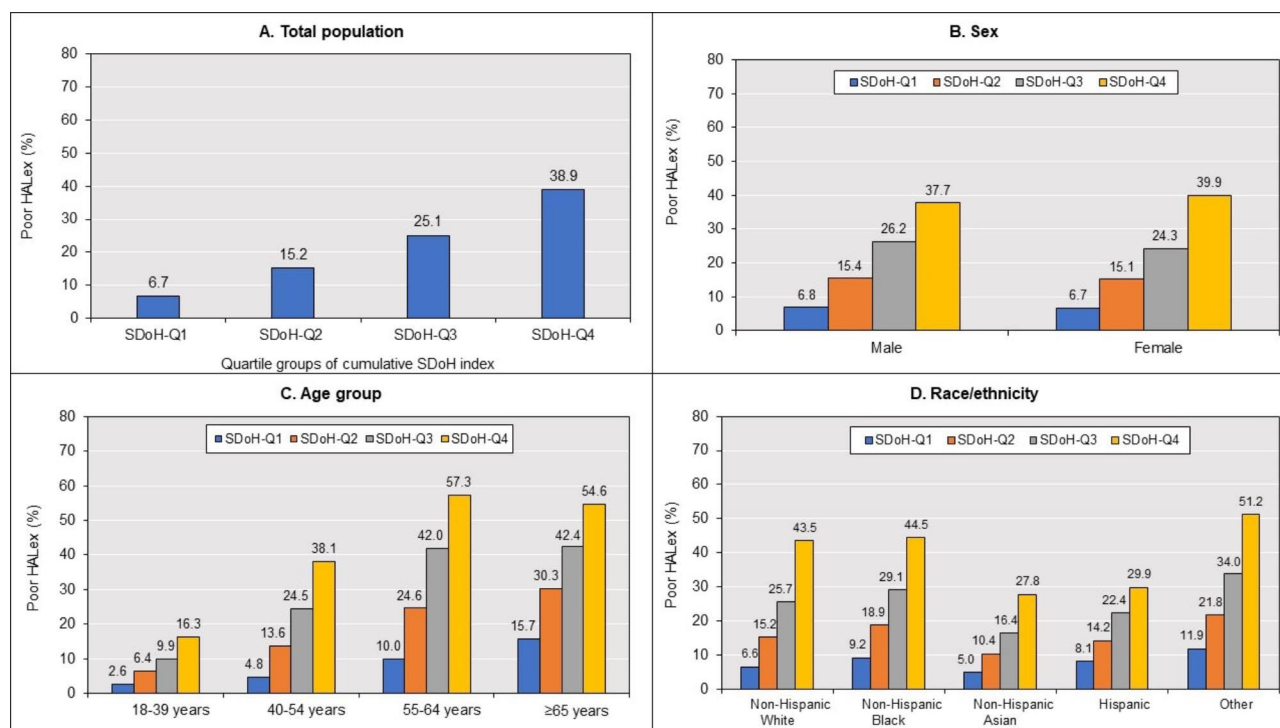 A. Total population
80
70
60
50
40
30
20
10
0
Poor HALex (%)
6.7
15.2
25.1
38.9
SDoH-Q1 SDoH-Q2 SDoH-Q3 SDoH-Q4
Quartile groups of cumulative SDoH index
B. Sex
SDoH-Q1 SDoH-Q2 SDoH-Q3 SDoH-Q4
80
70
60
50
40
30
20
10
0
Poor HALex (%)
6.8 15.4 26.2 37.7
6.7 15.1 24.3 39.9
Male Female
C. Age group
SDoH-Q1 SDoH-Q2 SDoH-Q3 SDoH-Q4
80
70
60
50
40
30
20
10
0
Poor HALex (%)
2.6 6.4 9.9 16.3
4.8 13.6 24.5 38.1
10.0 24.6 42.0 57.3
15.7 30.3 42.4 54.6
18-39 years 40-54 years 55-64 years ≥65 years
D. Race/ethnicity
SDoH-Q1 SDoH-Q2 SDoH-Q3 SDoH-Q4
80
70
60
50
40
30
20
10
0
Poor HALex (%)
6.6 15.2 25.7 43.5
9.2 18.9 29.1 44.5
5.0 10.4 16.4 27.8
8.1 14.2 22.4 29.9
11.9 21.8 34.0 51.2
Non-Hispanic Non-Hispanic Non-Hispanic Hispanic Other
White Black Asian